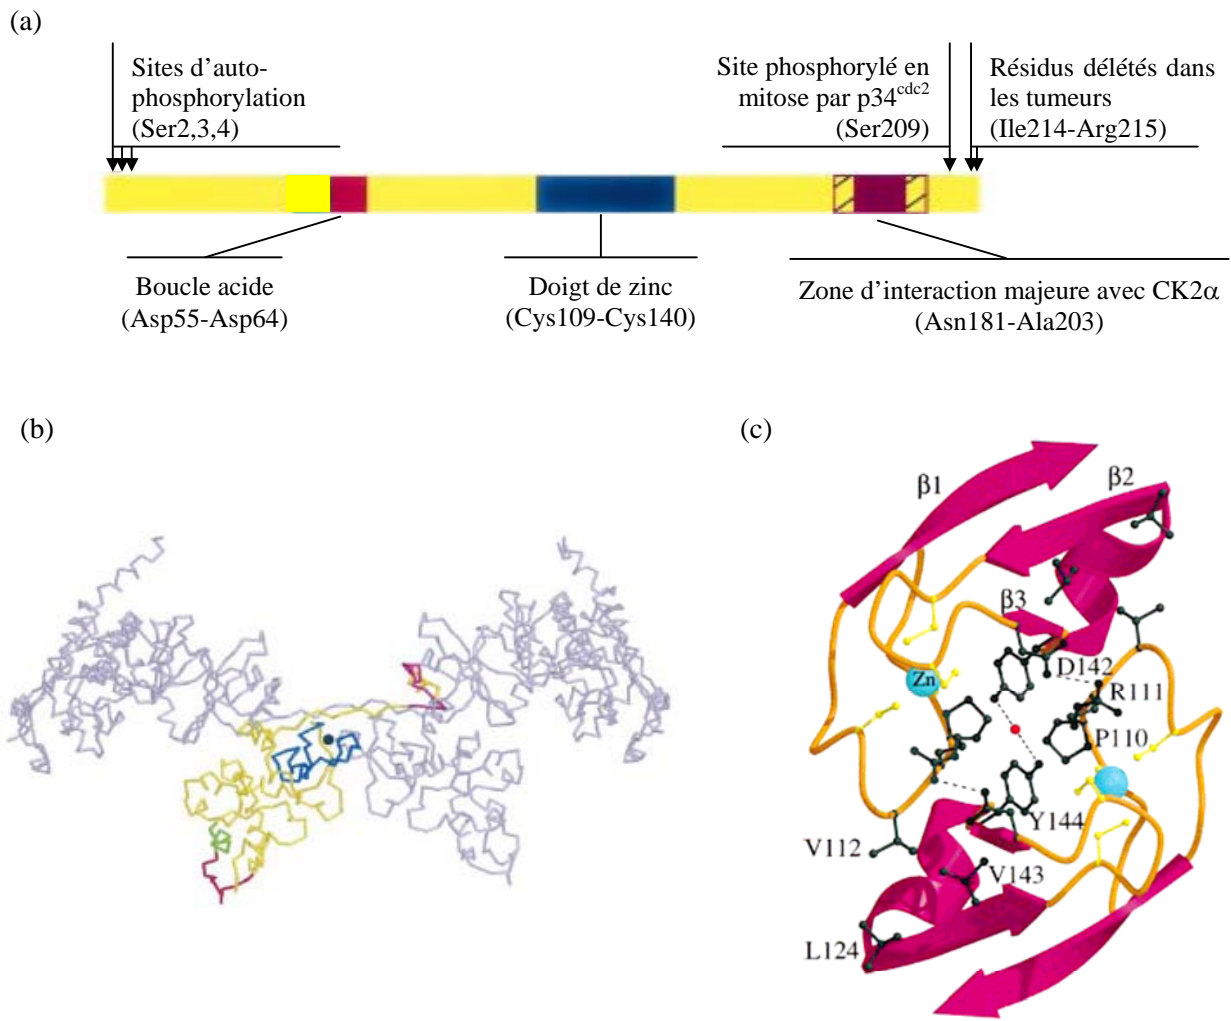 (a)
Sites d'auto-
phosphorylation
(Ser2,3,4)
Site phosphorylé en
mitose par p34cdc2
(Ser209)
Résidus délétés dans
les tumeurs
(Ile214-Arg215)
Boucle acide
(Asp55-Asp64)
Doigt de zinc
(Cys109-Cys140)
Zone d'interaction majeure avec CK2α
(Asn181-Ala203)
(b)
(c)
β1
β2
β3
Zn
D142
R111
P110
Y144
V112
V143
L124